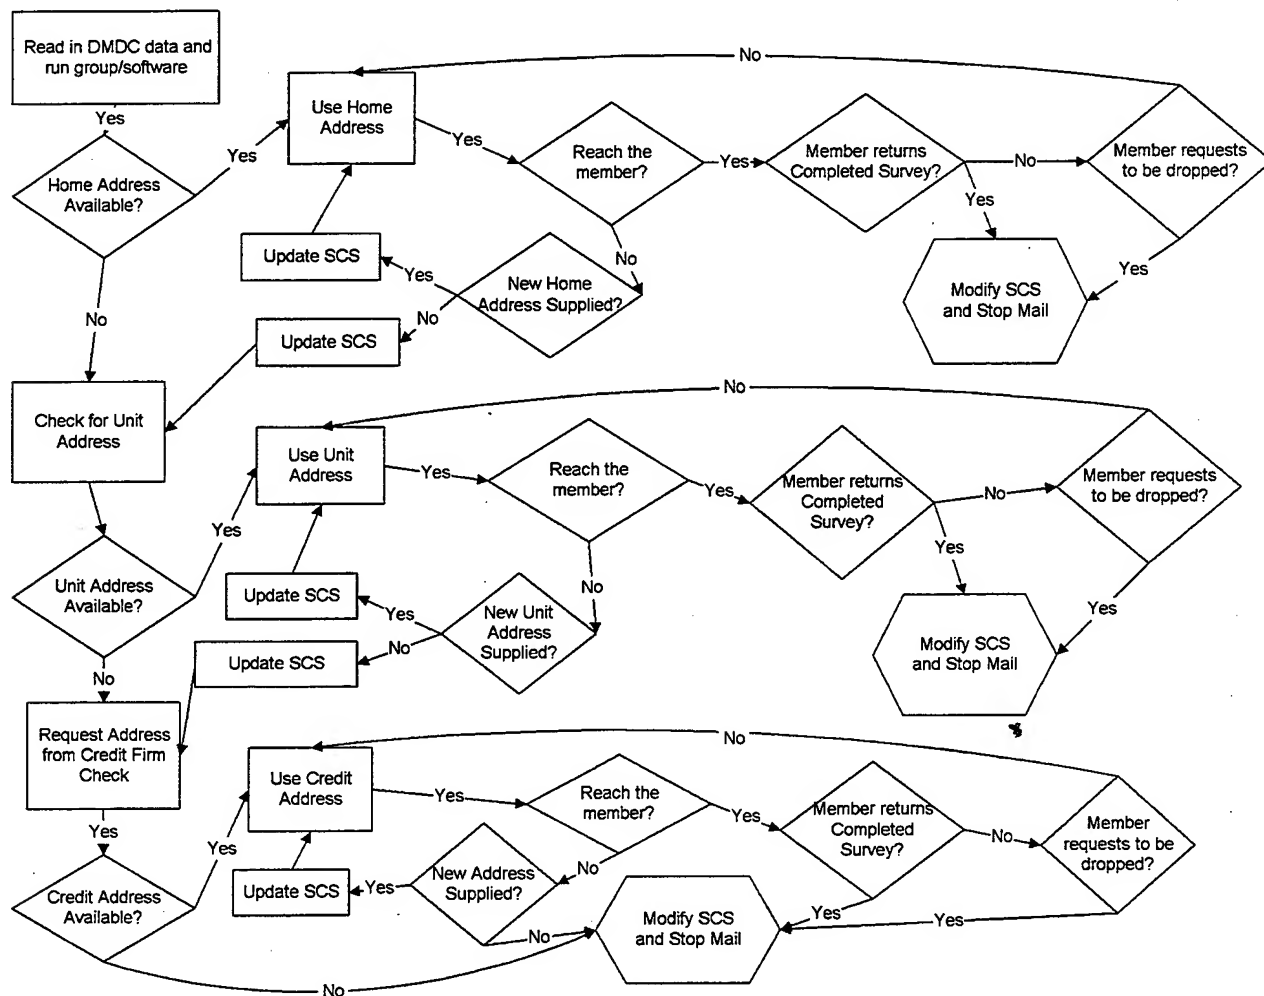 Read in DMDC data and
run group/software
Yes
Home Address
Available?
Yes
No
Use Home
Address
Yes
Reach the
member?
Yes
Member returns
Completed Survey?
No
Member requests
to be dropped?
No
Yes
Yes
Modify SCS
and Stop Mail
No
New Home
Address Supplied?
Yes
Update SCS
No
Update SCS
Check for Unit
Address
Unit Address
Available?
Yes
No
Use Unit
Address
Yes
Reach the
member?
Yes
Member returns
Completed
Survey?
No
Member requests
to be dropped?
No
Yes
Yes
Modify SCS
and Stop Mail
No
New Unit
Address
Supplied?
Yes
Update SCS
No
Update SCS
Request Address
from Credit Firm
Check
Yes
Credit Address
Available?
Yes
No
Use Credit
Address
Yes
Reach the
member?
Yes
Member returns
Completed
Survey?
No
Member
requests to be
dropped?
No
Yes
Yes
No
New Address
Supplied?
Yes
Update SCS
No
Modify SCS
and Stop Mail